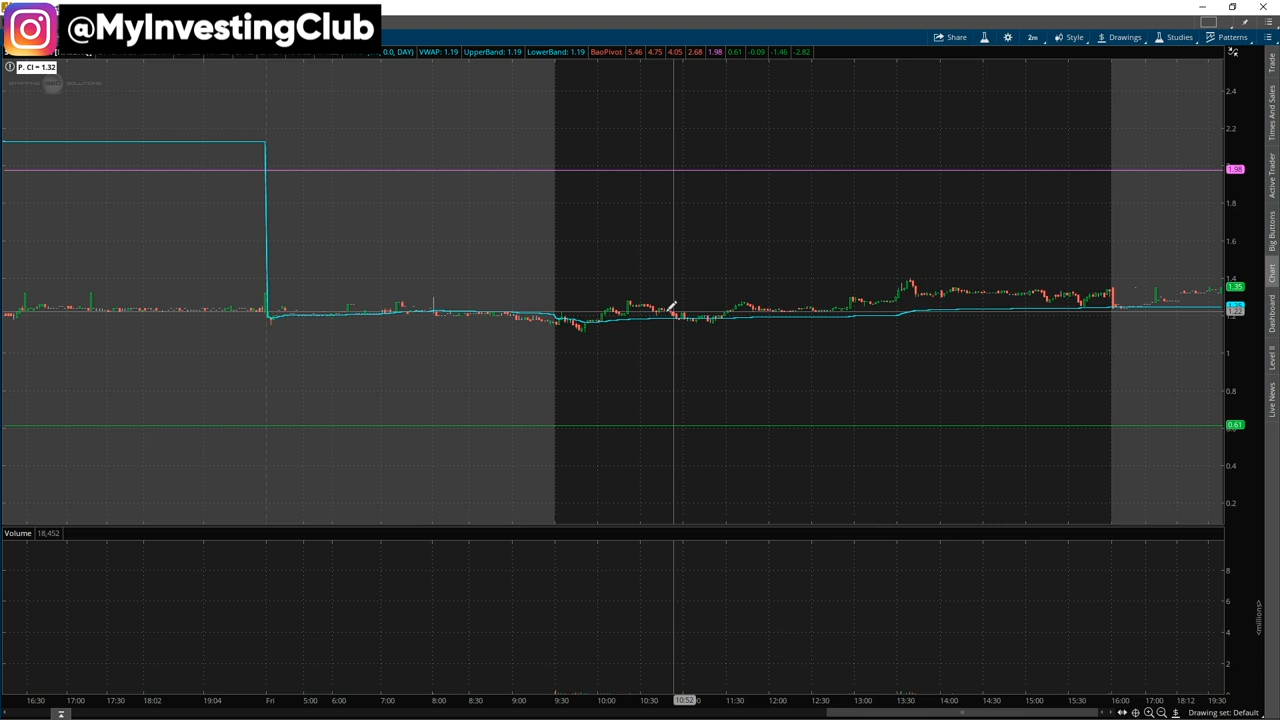 @MyInvestingClub
Share 2m Style Drawings Studies Patterns
0.0, DAY) VWAP: 1.19 UpperBand: 1.19 LowerBand: 1.19 BaoPivot 5.46 4.75 4.05 2.68 1.98 0.61 -0.09 -1.46 -2.82
P. Cl = 1.32
2.4
2.2
1.98
1.8
1.6
1.4
1.35
1.22
1
0.8
0.61
0.4
0.2
Volume 18,452
8
6
4
2
<millions>
16:30 17:00 17:30 18:02 19:04 Fri 5:00 6:00 7:00 8:00 8:30 9:00 9:30 10:00 10:30 10:52 11:30 12:00 12:30 13:00 13:30 14:00 14:30 15:00 15:30 16:00 17:00 18:12 19:30
Drawing set: Default
Trade
Times And Sales
Active Trader
Big Buttons
Chart
Dashboard
Level II
Live News